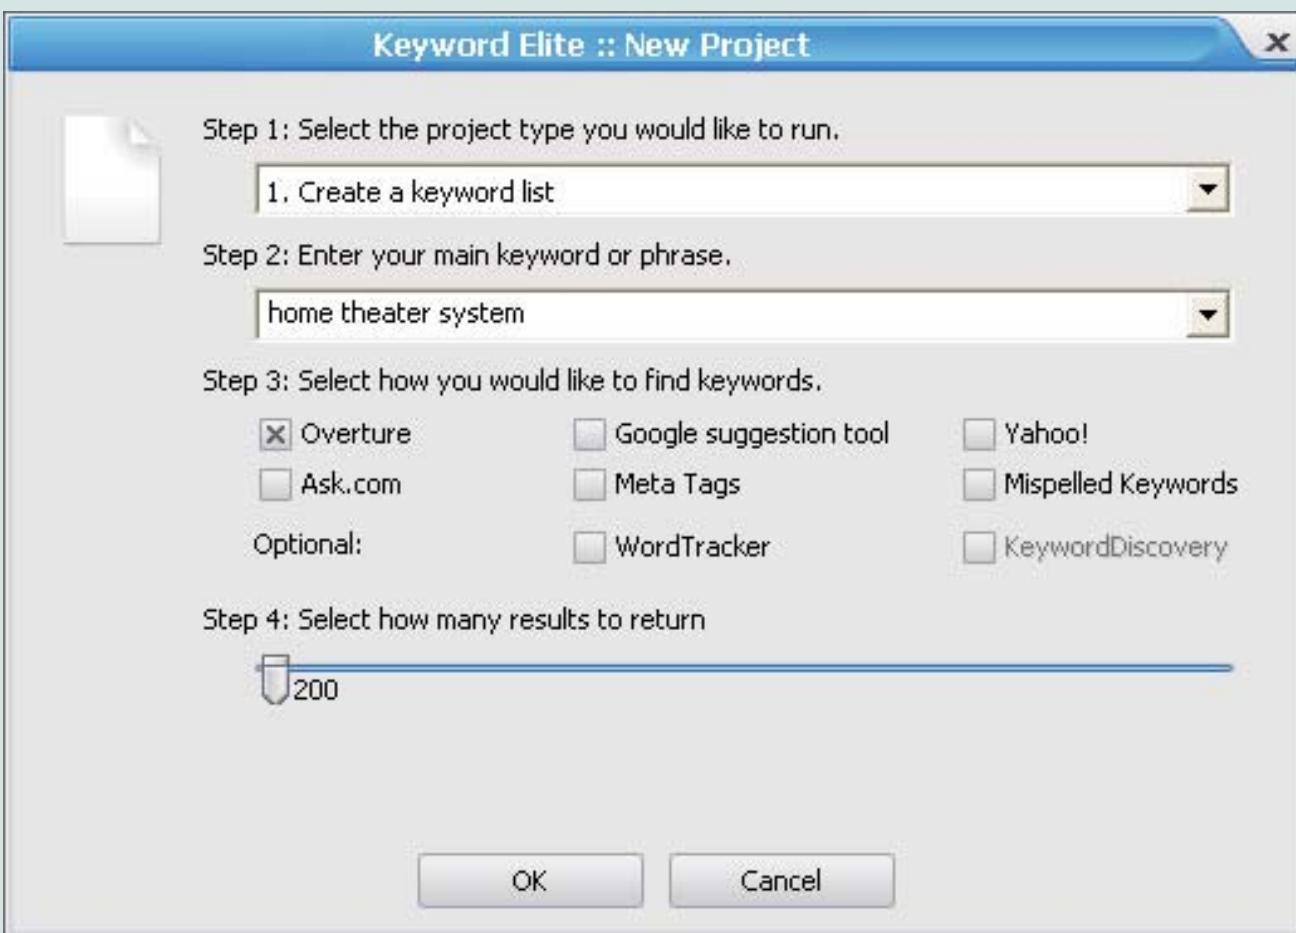 Keyword Elite :: New Project
Step 1: Select the project type you would like to run.
1. Create a keyword list
Step 2: Enter your main keyword or phrase.
home theater system
Step 3: Select how you would like to find keywords.
Overture Google suggestion tool Yahoo!
Ask.com Meta Tags Mispelled Keywords
Optional: WordTracker KeywordDiscovery
Step 4: Select how many results to return
200
OK Cancel